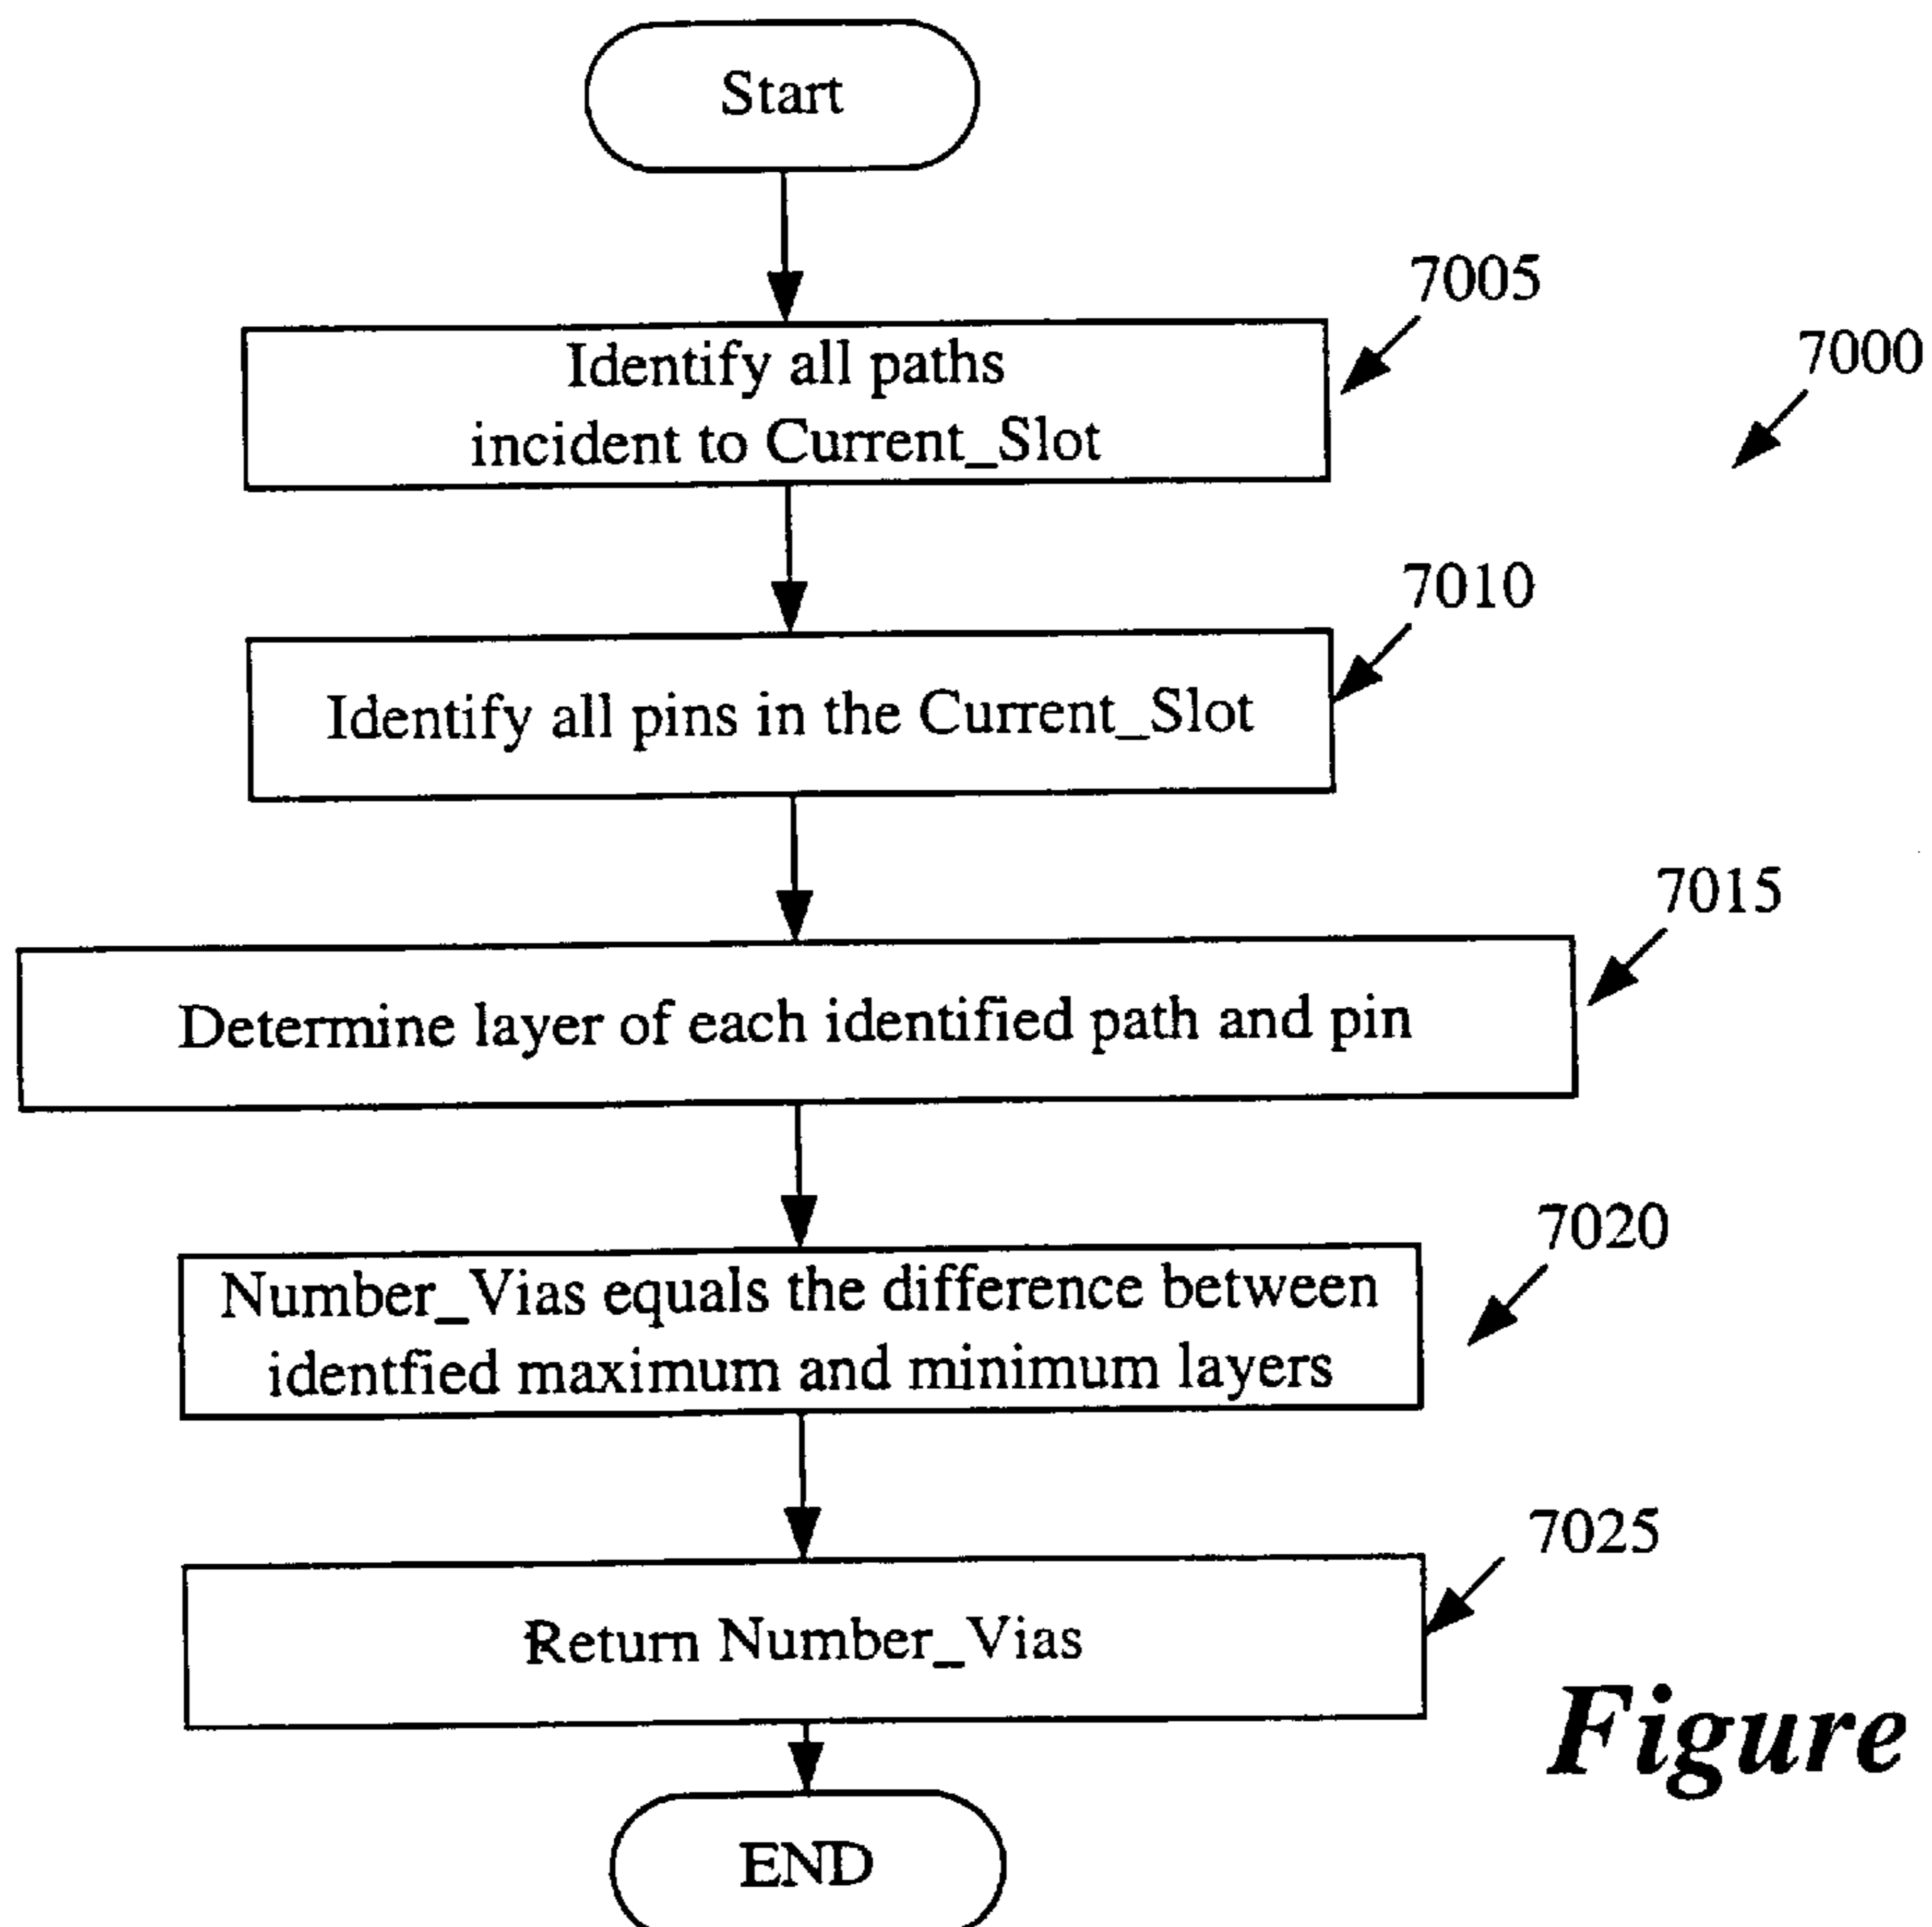 Start
7005
7000
Identify all paths
incident to Current_Slot
7010
Identify all pins in the Current_Slot
7015
Determine layer of each identified path and pin
7020
Number_Vias equals the difference between
identfied maximum and minimum layers
7025
Return Number_Vias
Figure
END